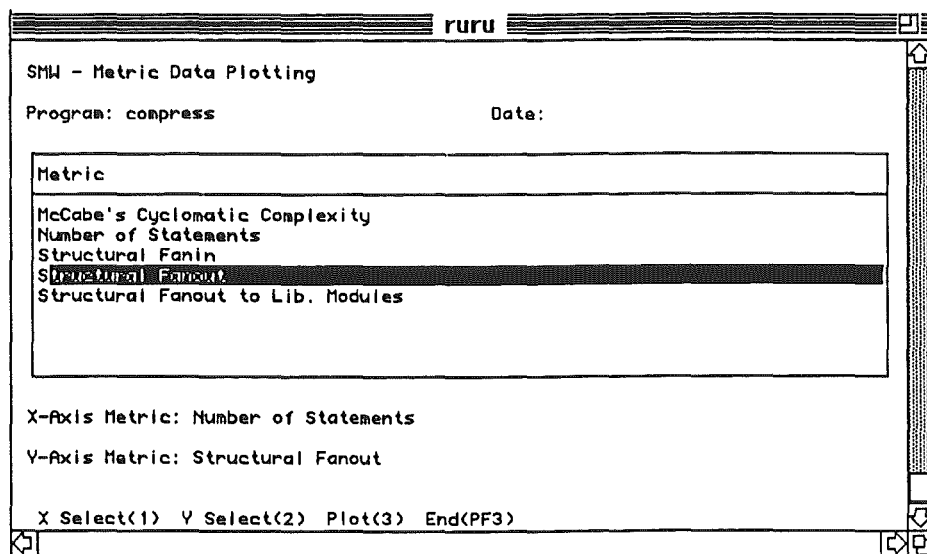 ruru
SMW - Metric Data Plotting
Program: compress Date:
Metric
McCabe's Cyclomatic Complexity
Number of Statements
Structural Fanin
Structural Fanout
Structural Fanout to Lib. Modules
X-Axis Metric: Number of Statements
Y-Axis Metric: Structural Fanout
X Select(1) Y Select(2) Plot(3) End(PF3)